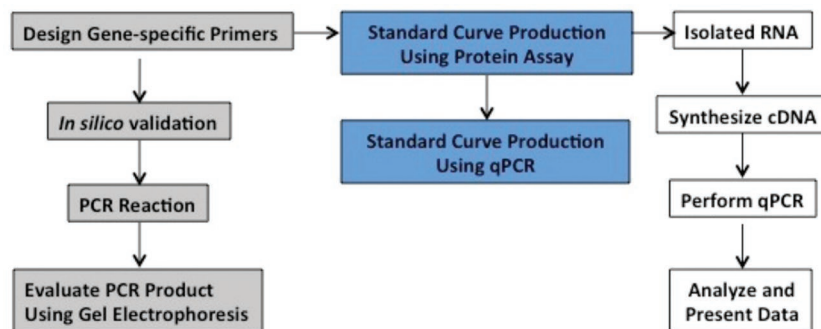 Design Gene-specific Primers
In silico validation
PCR Reaction
Evaluate PCR Product
Using Gel Electrophoresis
Standard Curve Production
Using Protein Assay
Standard Curve Production
Using qPCR
Isolated RNA
Synthesize cDNA
Perform qPCR
Analyze and
Present Data